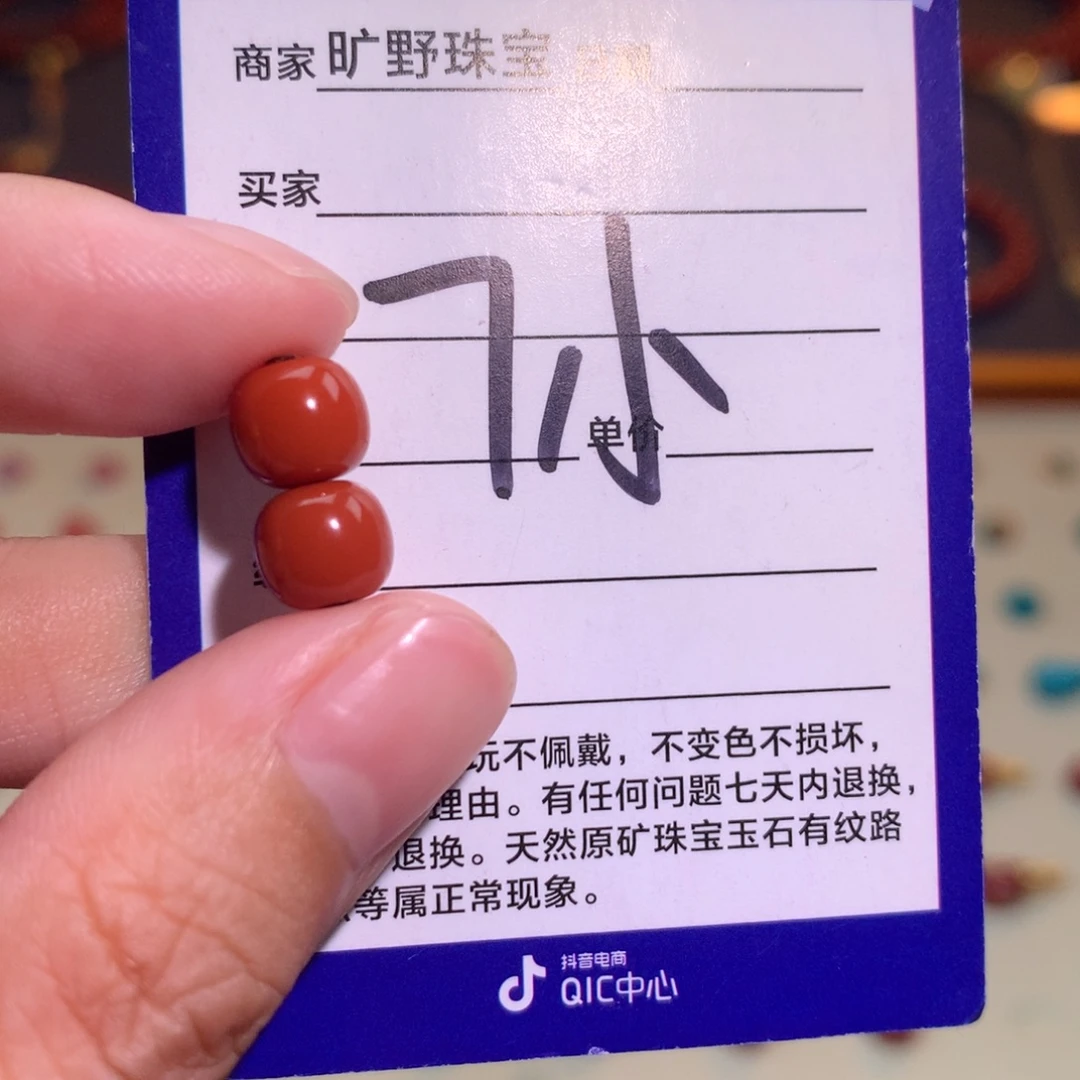 商家 旷野珠宝
买家
单价
玩不佩戴，不变色不损坏，
理由。有任何问题七天内退换，
退换。天然原矿珠宝玉石有纹路
等属正常现象。
抖音电商
QIC中心